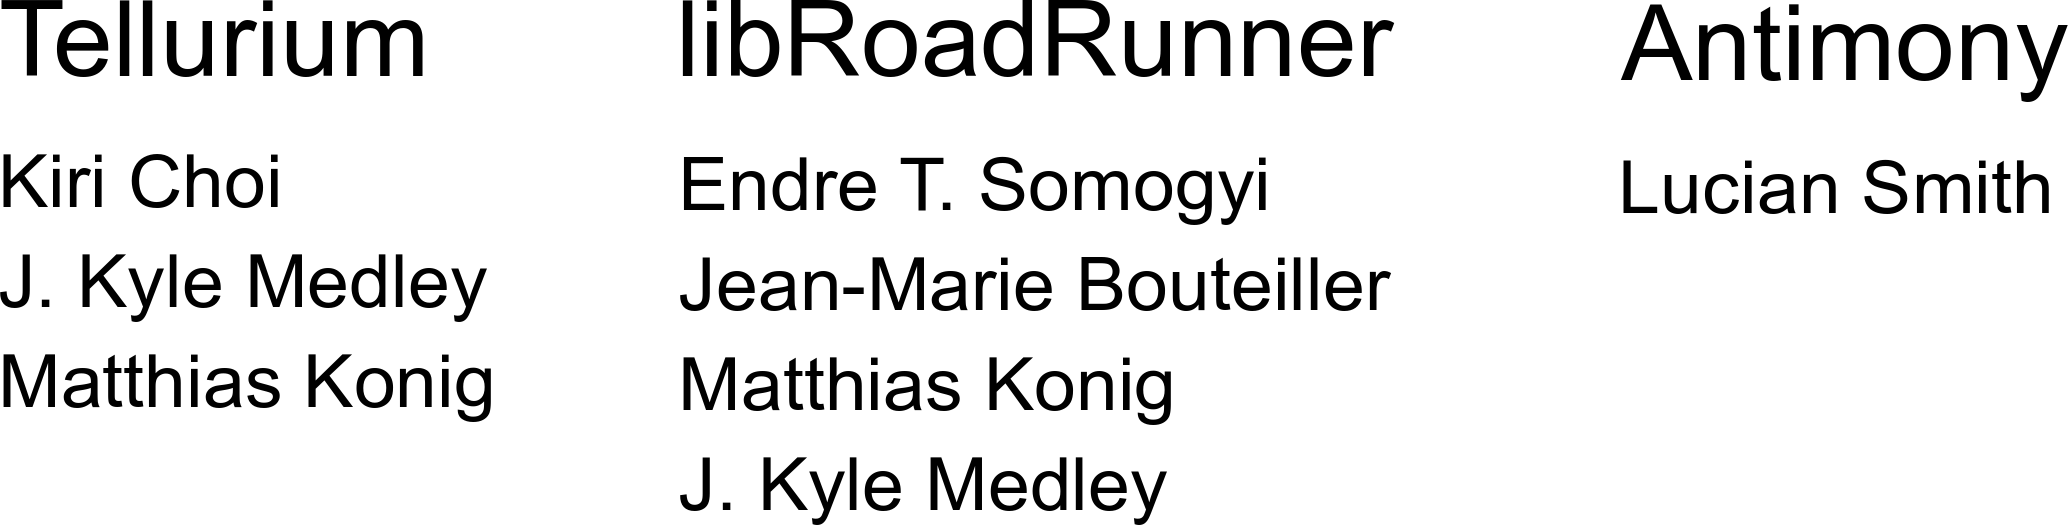 Tellurium
Kiri Choi
J. Kyle Medley
Matthias Konig
libRoadRunner
Endre T. Somogyi
Jean-Marie Bouteiller
Matthias Konig
J. Kyle Medley
Antimony
Lucian Smith